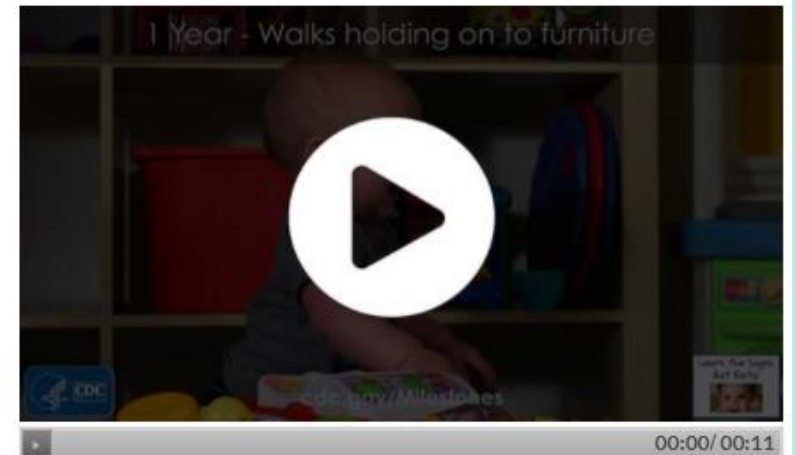 1 Year - Walks holding on to furniture
CDC
cdc.gov/Milestones
Learn the Signs.
Act Early.
00:00/00:11